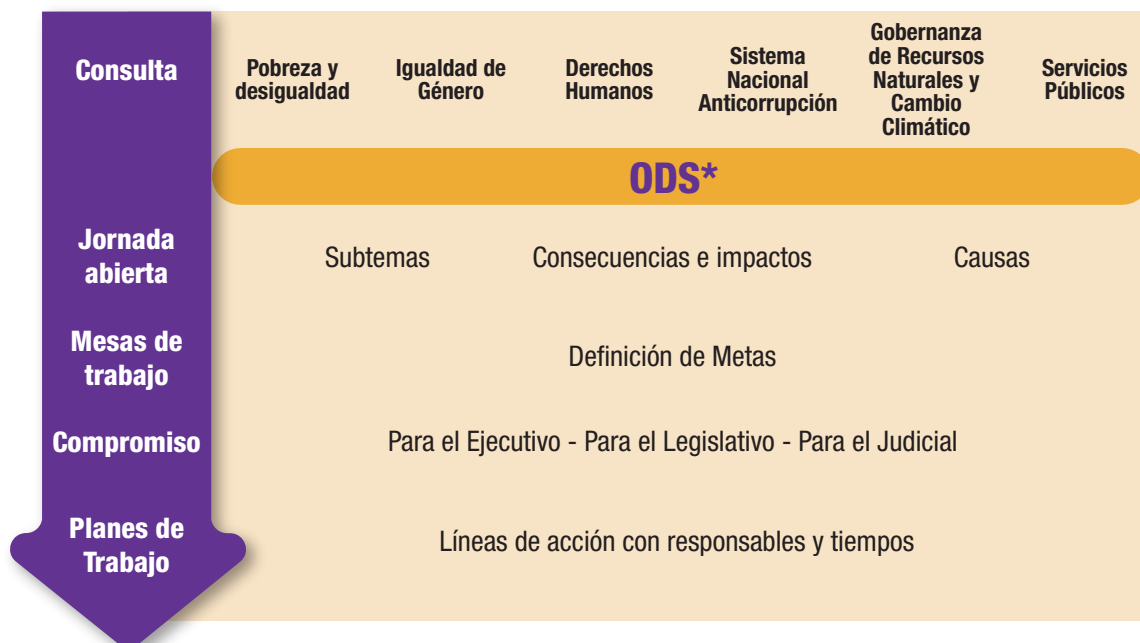 Consulta
Pobreza y
desigualdad
Igualdad de
Género
Derechos
Humanos
Sistema
Nacional
Anticorrupción
Gobernanza
de Recursos
Naturales y
Cambio
Climático
Servicios
Públicos
ODS*
Jornada
abierta
Subtemas
Consecuencias e impactos
Causas
Mesas de
trabajo
Definición de Metas
Compromiso
Para el Ejecutivo - Para el Legislativo - Para el Judicial
Planes de
Trabajo
Líneas de acción con responsables y tiempos